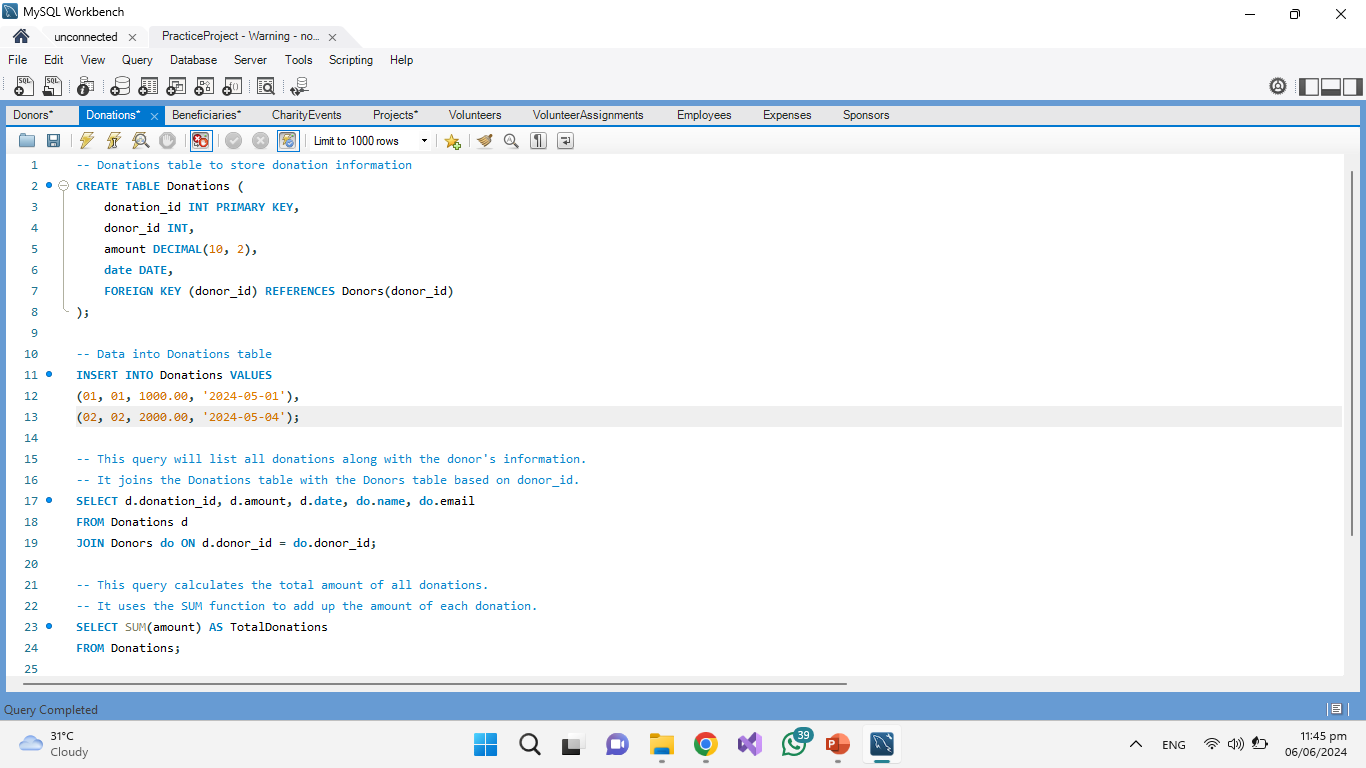 MySQL Workbench
unconnected
PracticeProject - Warning - no...
File Edit View Query Database Server Tools Scripting Help
Donors* Donations* Beneficiaries* CharityEvents Projects* Volunteers VolunteerAssignments Employees Expenses Sponsors
Limit to 1000 rows
1 -- Donations table to store donation information
2 CREATE TABLE Donations (
3 donation_id INT PRIMARY KEY,
4 donor_id INT,
5 amount DECIMAL(10, 2),
6 date DATE,
7 FOREIGN KEY (donor_id) REFERENCES Donors(donor_id)
8 );
9
10 -- Data into Donations table
11 INSERT INTO Donations VALUES
12 (01, 01, 1000.00, '2024-05-01'),
13 (02, 02, 2000.00, '2024-05-04');
14
15 -- This query will list all donations along with the donor's information.
16 -- It joins the Donations table with the Donors table based on donor_id.
17 SELECT d.donation_id, d.amount, d.date, do.name, do.email
18 FROM Donations d
19 JOIN Donors do ON d.donor_id = do.donor_id;
20
21 -- This query calculates the total amount of all donations.
22 -- It uses the SUM function to add up the amount of each donation.
23 SELECT SUM(amount) AS TotalDonations
24 FROM Donations;
25
Query Completed
31°C
Cloudy
39
ENG
11:45 pm
06/06/2024